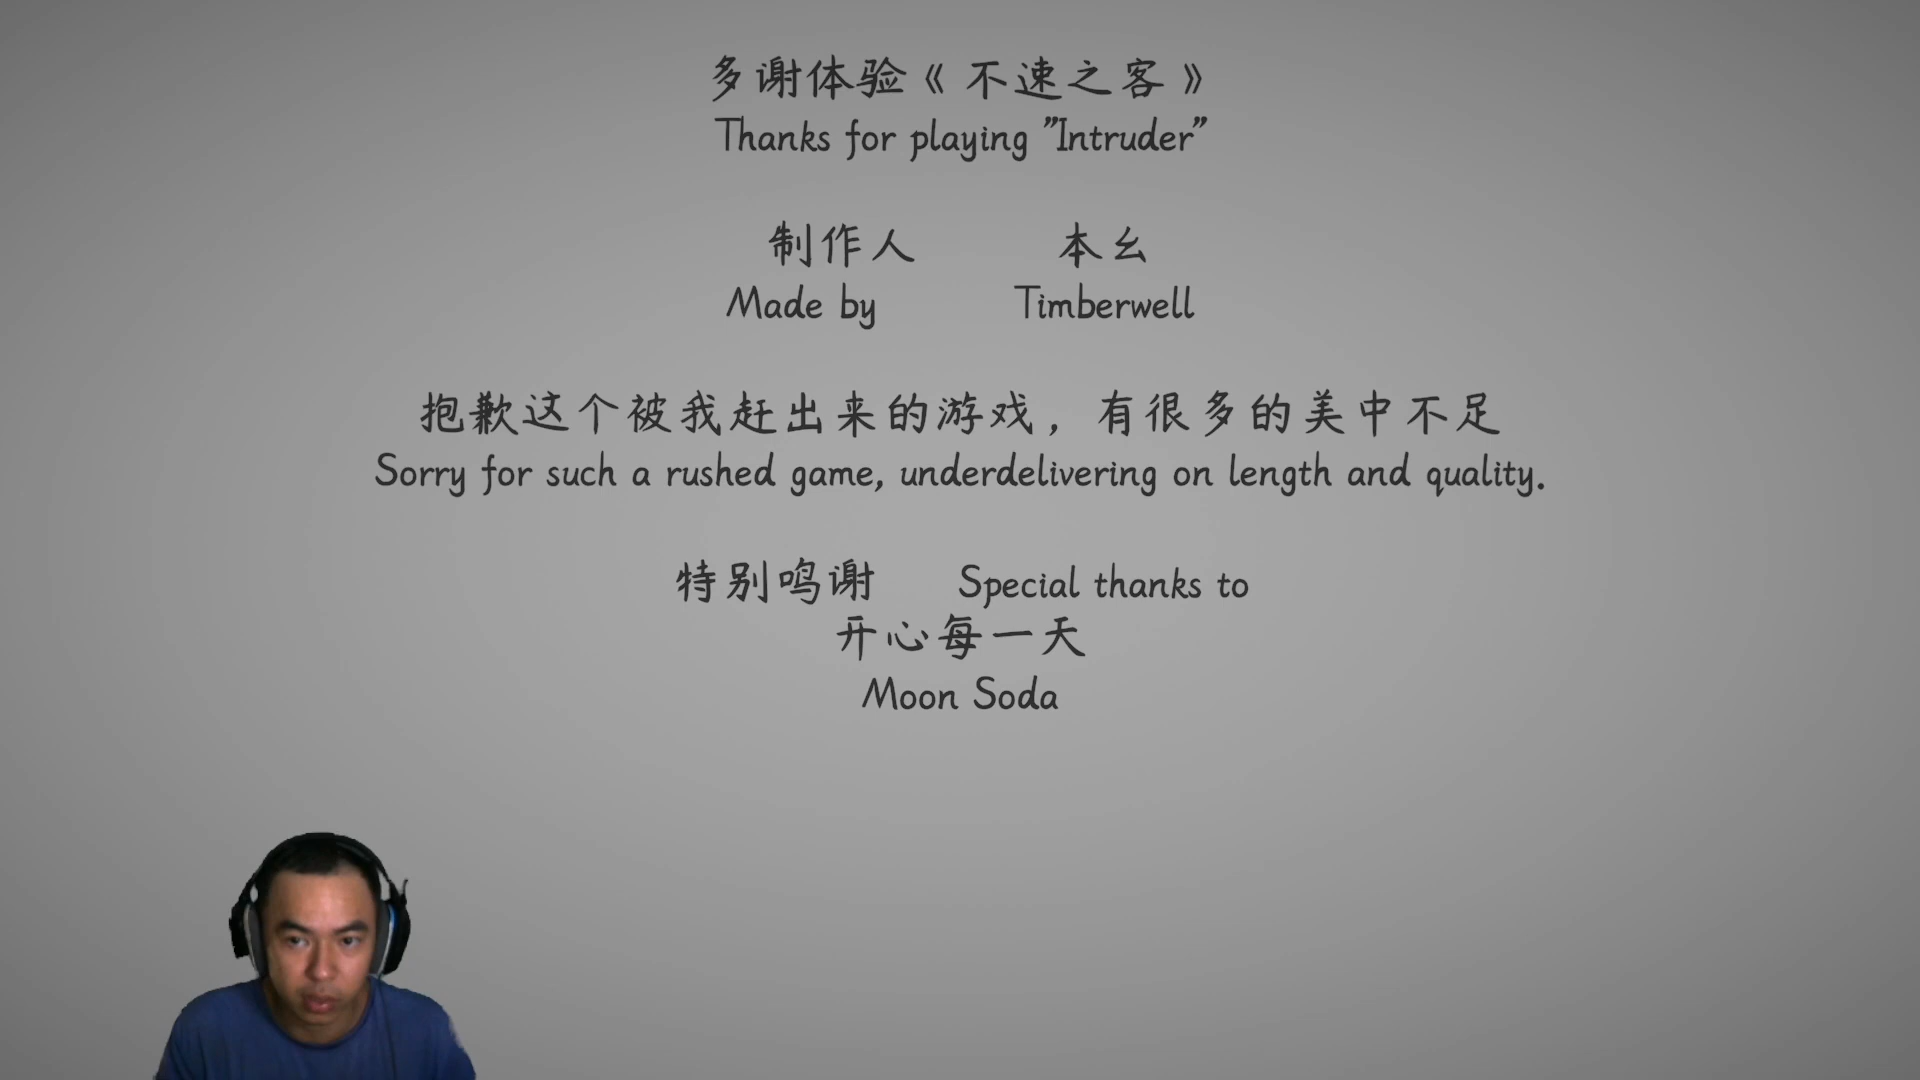 多谢体验《不速之客》
Thanks for playing "Intruder"
制作人 本幺
Made by Timberwell
抱歉这个被我赶出来的游戏，有很多的美中不足
Sorry for such a rushed game, underdelivering on length and quality.
特别鸣谢 Special thanks to
开心每一天
Moon Soda